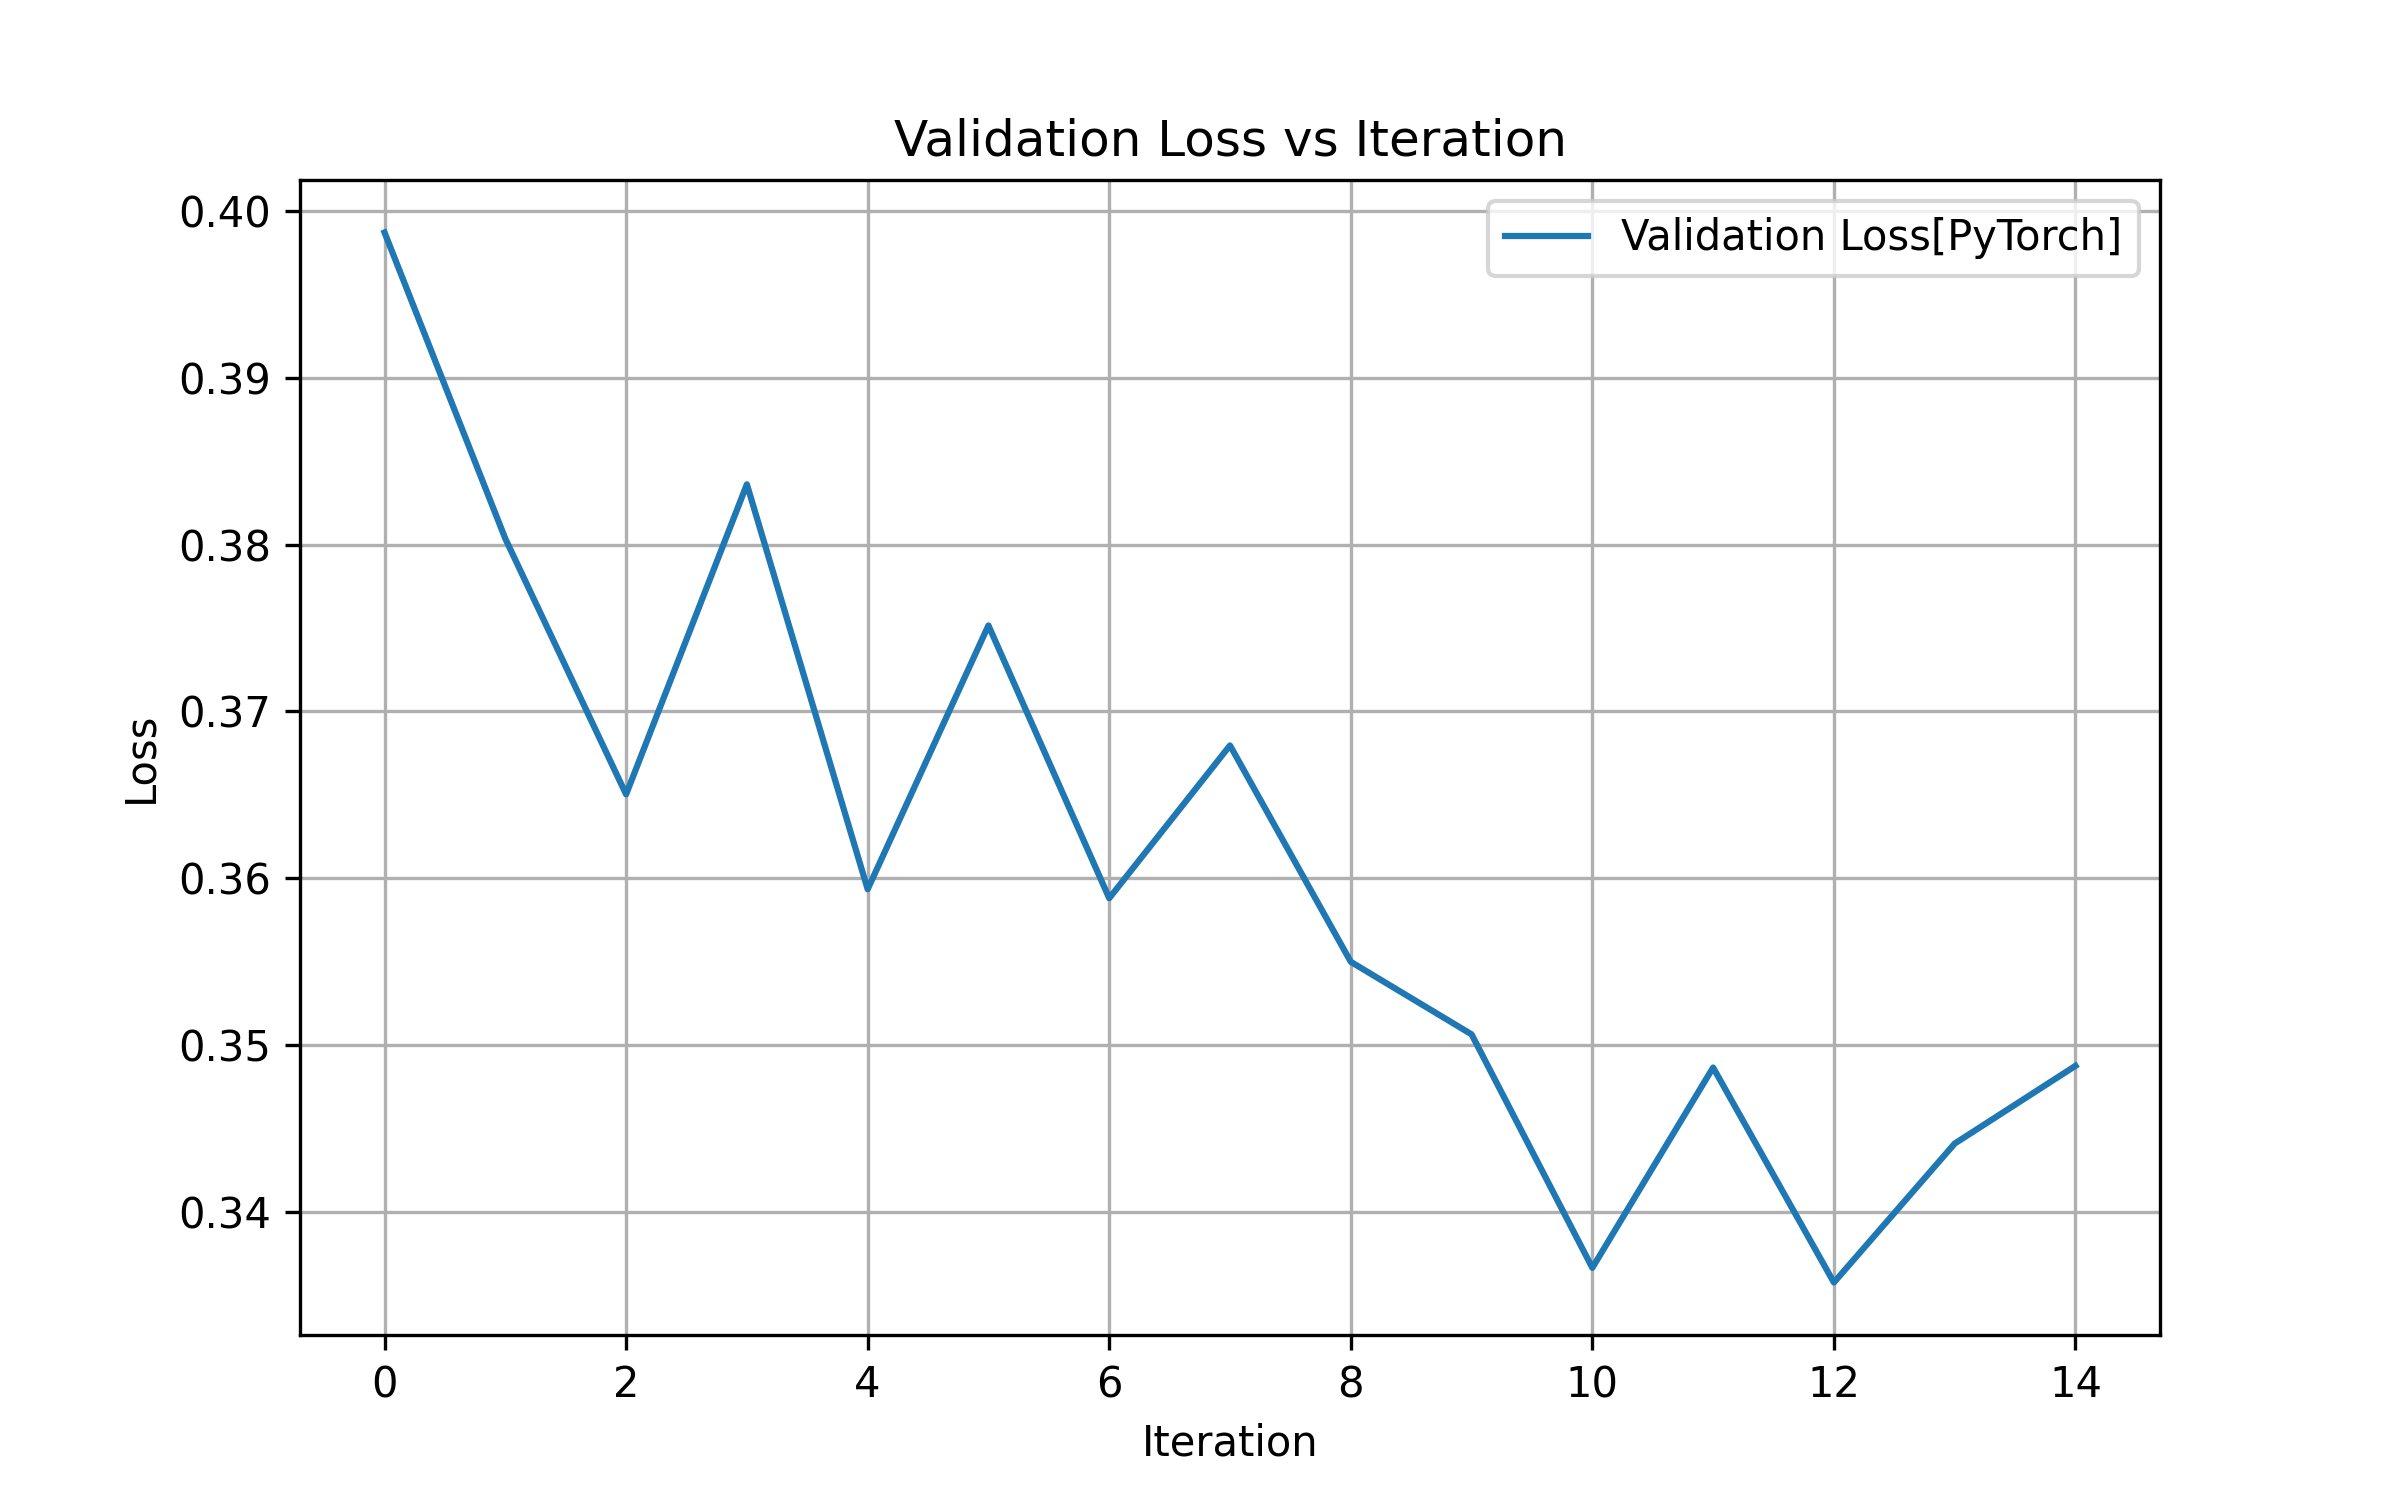 Validation Loss vs Iteration
Validation Loss[PyTorch]
0.40
0.39
0.38
0.37
0.36
0.35
0.34
Loss
0 2 4 6 8 10 12 14
Iteration